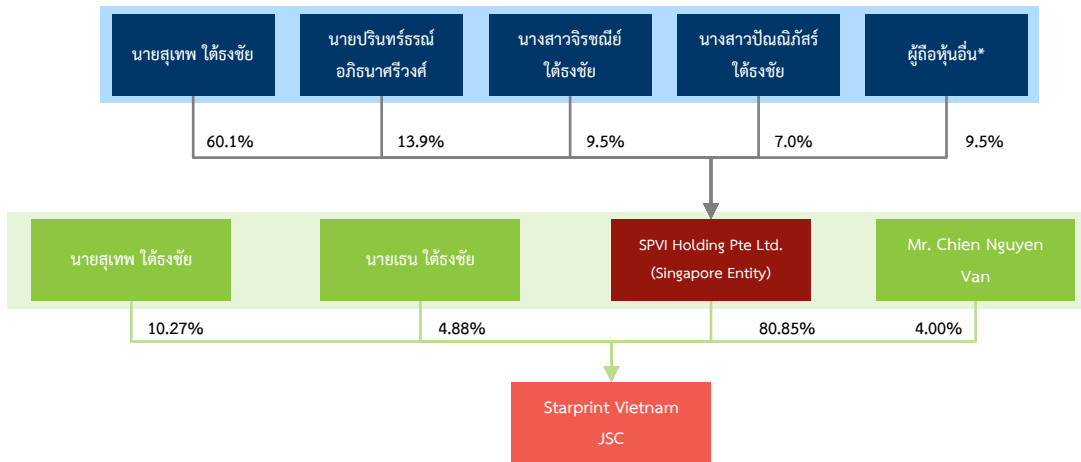 นายสุเทพ ใต้ธงชัย
นายปรินทร์ธรณ์
อภิธนาศรีวงศ์
นางสาวจิรชณีย์
ใต้ธงชัย
นางสาวปัณณิภัสร์
ใต้ธงชัย
ผู้ถือหุ้นอื่น*
60.1%
13.9%
9.5%
7.0%
9.5%
นายสุเทพ ใต้ธงชัย
นายเธน ใต้ธงชัย
SPVI Holding Pte Ltd.
(Singapore Entity)
Mr. Chien Nguyen
Van
10.27%
4.88%
80.85%
4.00%
Starprint Vietnam
JSC